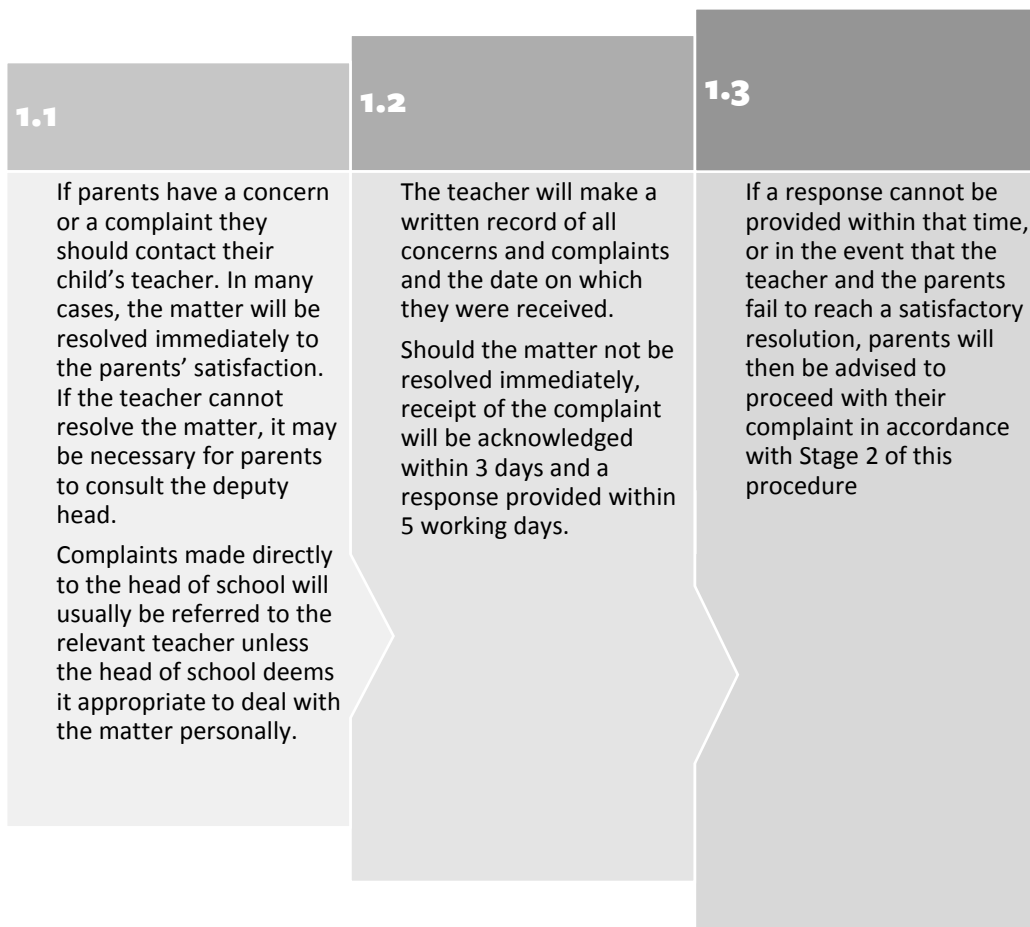 1.1
If parents have a concern
or a complaint they
should contact their
child’s teacher. In many
cases, the matter will be
resolved immediately to
the parents’ satisfaction.
If the teacher cannot
resolve the matter, it may
be necessary for parents
to consult the deputy
head.
Complaints made directly
to the head of school will
usually be referred to the
relevant teacher unless
the head of school deems
it appropriate to deal with
the matter personally.
1.2
The teacher will make a
written record of all
concerns and complaints
and the date on which
they were received.
Should the matter not be
resolved immediately,
receipt of the complaint
will be acknowledged
within 3 days and a
response provided within
5 working days.
1.3
If a response cannot be
provided within that time,
or in the event that the
teacher and the parents
fail to reach a satisfactory
resolution, parents will
then be advised to
proceed with their
complaint in accordance
with Stage 2 of this
procedure